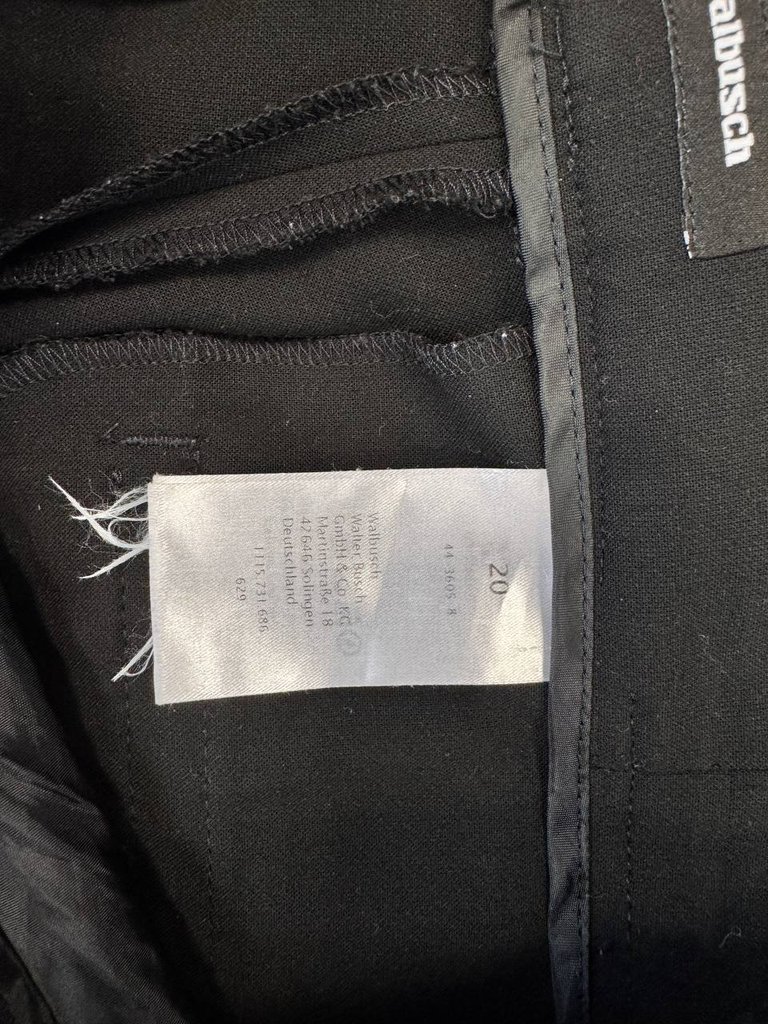 albusch
20
44-3605-8
Walbusch
Walter Busch
GmbH & Co. KG
Martinstraße 18
42646 Solingen
Deutschland
1115 731 686
629